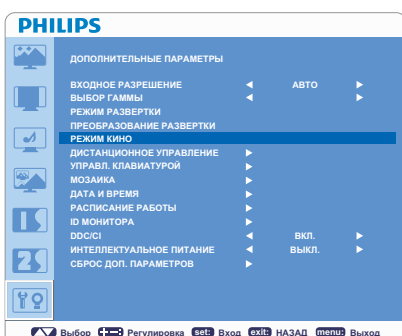 PHILIPS
ДОПОЛНИТЕЛЬНЫЕ ПАРАМЕТРЫ
ВХОДНОЕ РАЗРЕШЕНИЕ ◄ АВТО ►
ВЫБОР ГАММЫ ◄ ►
РЕЖИМ РАЗВЕРТКИ
ПРЕОБРАЗОВАНИЕ РАЗВЕРТКИ
РЕЖИМ КИНО
ДИСТАНЦИОННОЕ УПРАВЛЕНИЕ ►
УПРАВЛ. КЛАВИАТУРОЙ ►
МОЗАИКА ►
ДАТА И ВРЕМЯ ►
РАСПИСАНИЕ РАБОТЫ ►
ID МОНИТОРА ►
DDC/CI ◄ ВКЛ. ►
ИНТЕЛЛЕКТУАЛЬНОЕ ПИТАНИЕ ◄ ВЫКЛ. ►
СБРОС ДОП. ПАРАМЕТРОВ ►
Выбор Регулировка set: Вход exit: НАЗАД menu: Выход